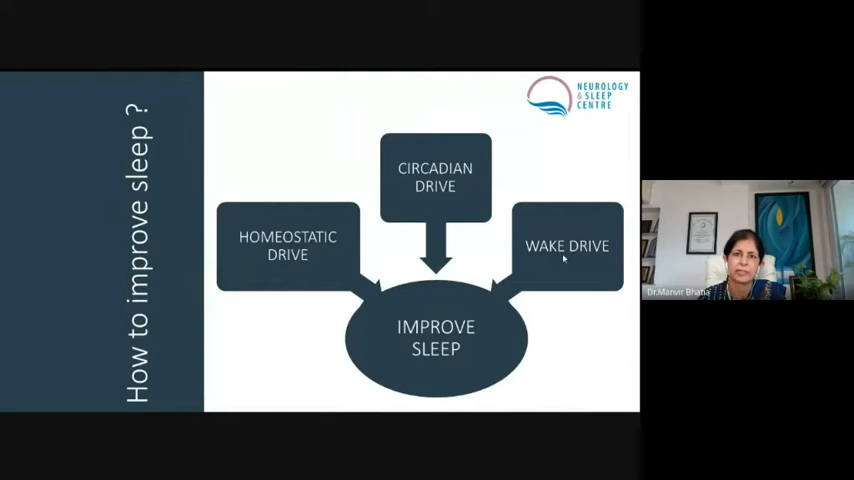 How to improve sleep ?
NEUROLOGY
& SLEEP
CENTRE
CIRCADIAN
DRIVE
HOMEOSTATIC
DRIVE
WAKE DRIVE
IMPROVE
SLEEP
Dr.Manvir Bhatia